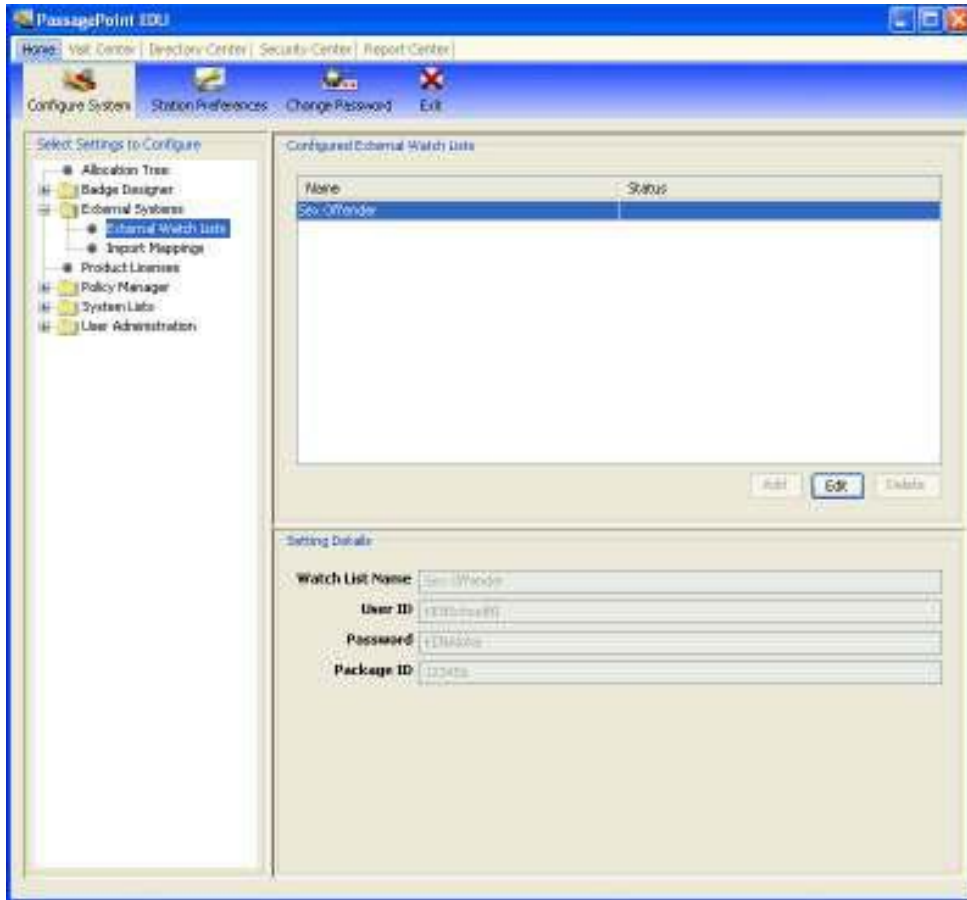 PassagePoint EDU
Home Visit Center Directory Center Security Center Report Center
Configure System Station Preferences Change Password Exit
Select Settings to Configure
Allocation Tree
Badge Designer
External Systems
External Watch Lists
Import Mappings
Product Licenses
Policy Manager
System Lists
User Administration
Configured External Watch Lists
Name Status
Sex Offender
Add Edit Delete
Setting Details
Watch List Name Sex Offender
User ID
Password
Package ID 123456